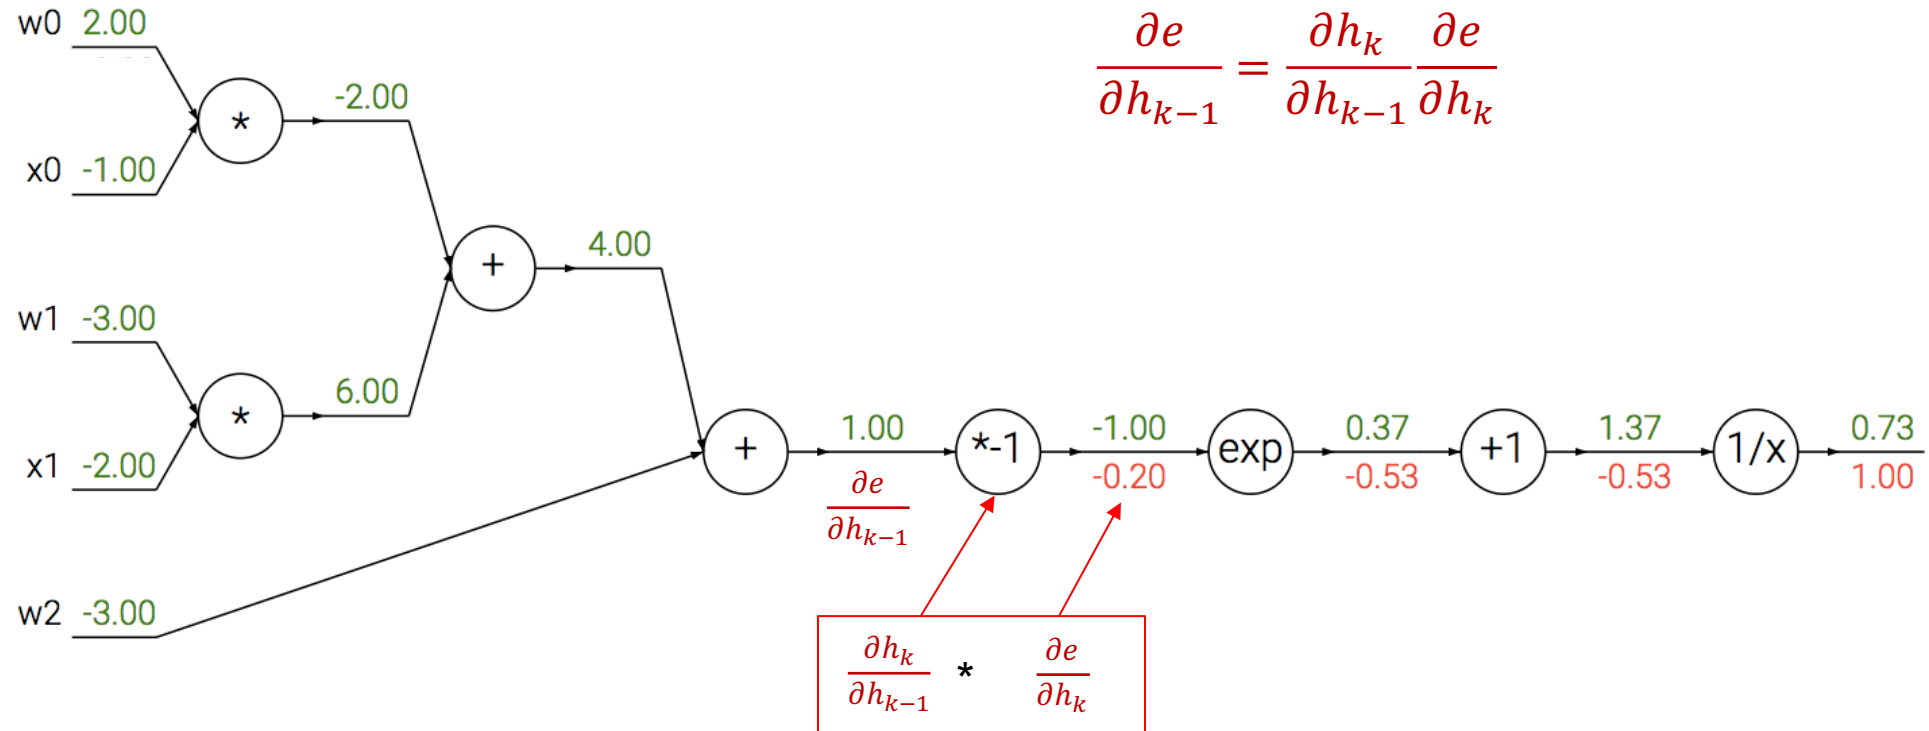 w0 2.00
∂e/∂h_{k−1} = ∂h_k/∂h_{k−1} ∂e/∂h_k
*
-2.00
x0 -1.00
+
4.00
w1 -3.00
*
6.00
x1 -2.00
+
1.00
*-1
-1.00
exp
0.37
+1
1.37
1/x
0.73
∂e/∂h_{k−1}
-0.20
-0.53
-0.53
1.00
w2 -3.00
∂h_k/∂h_{k−1} * ∂e/∂h_k